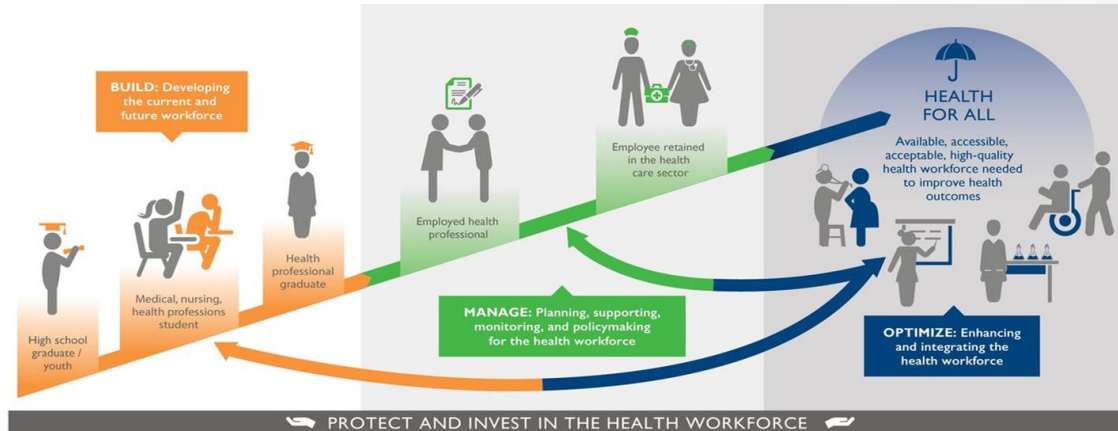 BUILD: Developing
the current and
future workforce
High school
graduate /
youth
Medical, nursing,
health professions
student
Health
professional
graduate
Employed health
professional
Employee retained
in the health
care sector
MANAGE: Planning, supporting,
monitoring, and policymaking
for the health workforce
HEALTH
FOR ALL
Available, accessible,
acceptable, high-quality
health workforce needed
to improve health
outcomes
OPTIMIZE: Enhancing
and integrating the
health workforce
PROTECT AND INVEST IN THE HEALTH WORKFORCE